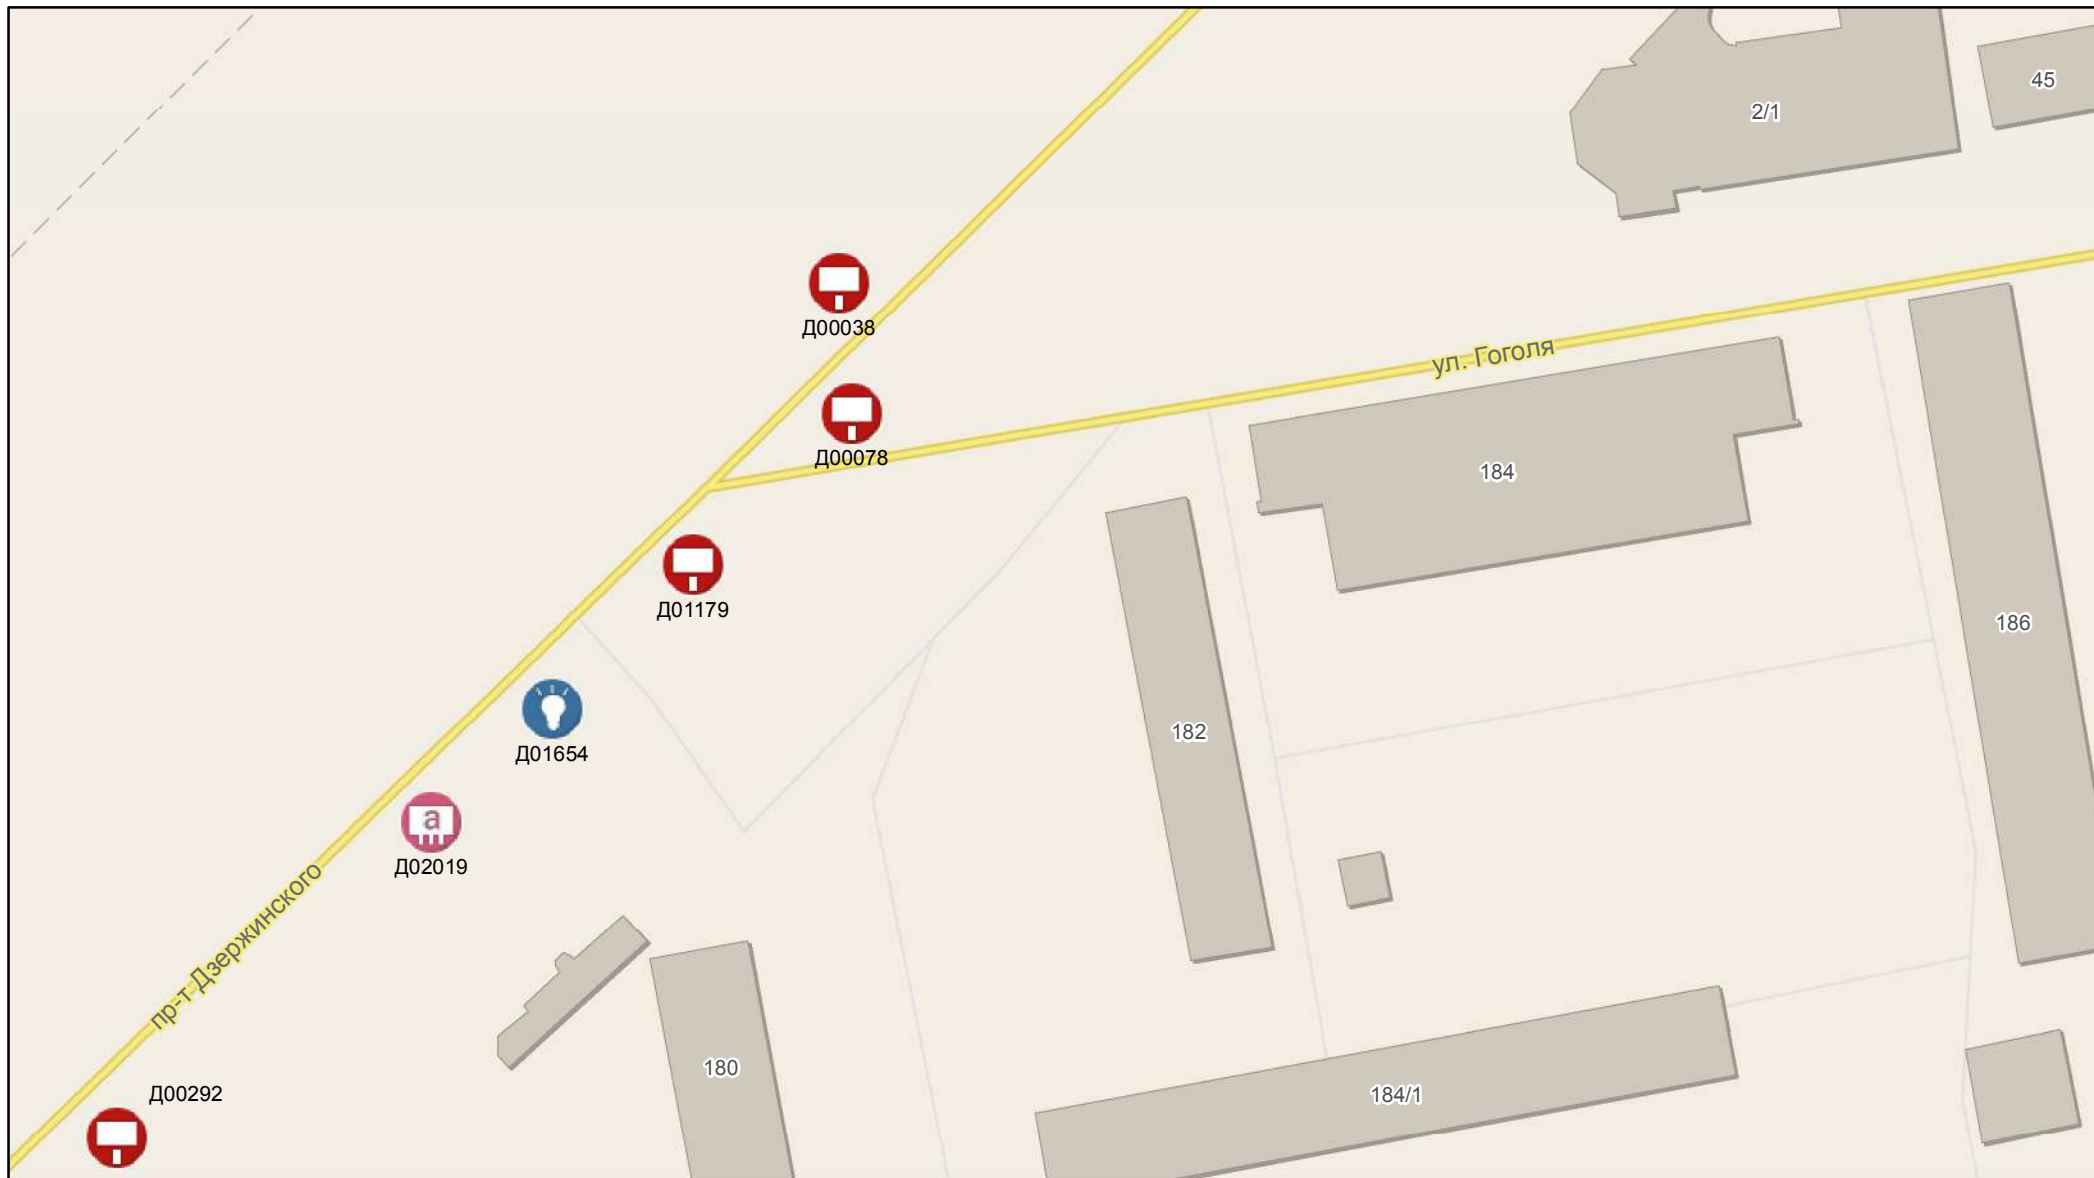 45
2/1
Д00038
ул. Гоголя
Д00078
184
Д01179
186
182
Д01654
а
Д02019
пр-т Дзержинского
180
Д00292
184/1